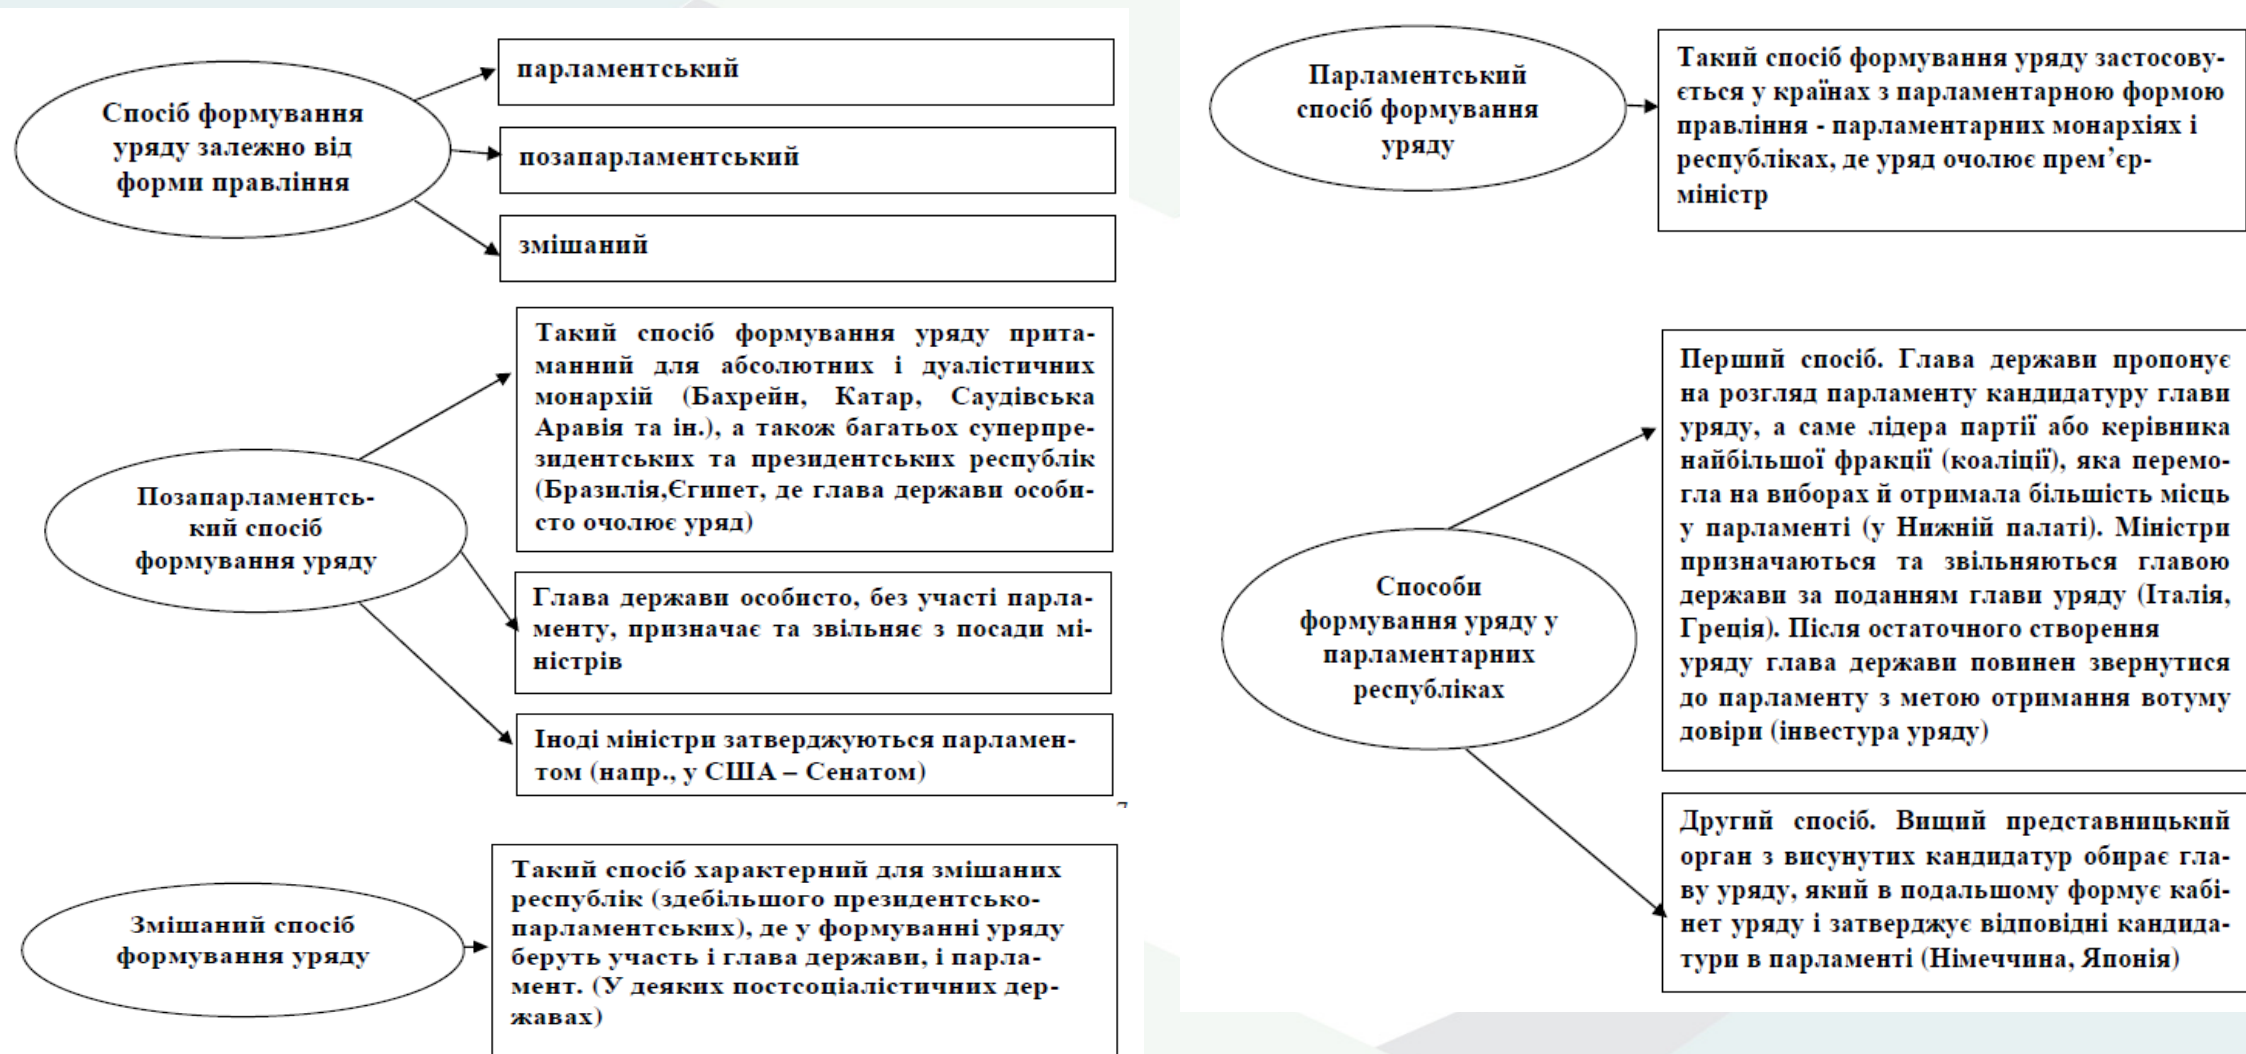 Спосіб формування
уряду залежно від
форми правління
парламентський
позапарламентський
змішаний
Позапарламентсь-
кий спосіб
формування уряду
Такий спосіб формування уряду прита-
манний для абсолютних і дуалістичних
монархій (Бахрейн, Катар, Саудівська
Аравія та ін.), а також багатьох суперпре-
зидентських та президентських республік
(Бразилія,Єгипет, де глава держави особи-
сто очолює уряд)
Глава держави особисто, без участі парла-
менту, призначає та звільняє з посади мі-
ністрів
Іноді міністри затверджуються парламен-
том (напр., у США – Сенатом)
Змішаний спосіб
формування уряду
Такий спосіб характерний для змішаних
республік (здебільшого президентсько-
парламентських), де у формуванні уряду
беруть участь і глава держави, і парла-
мент. (У деяких постсоціалістичних дер-
жавах)
Парламентський
спосіб формування
уряду
Такий спосіб формування уряду застосову-
ється у країнах з парламентарною формою
правління - парламентарних монархіях і
республіках, де уряд очолює прем’єр-
міністр
Способи
формування уряду у
парламентарних
республіках
Перший спосіб. Глава держави пропонує
на розгляд парламенту кандидатуру глави
уряду, а саме лідера партії або керівника
найбільшої фракції (коаліції), яка перемо-
гла на виборах й отримала більшість місць
у парламенті (у Нижній палаті). Міністри
призначаються та звільняються главою
держави за поданням глави уряду (Італія,
Греція). Після остаточного створення
уряду глава держави повинен звернутися
до парламенту з метою отримання вотуму
довіри (інвестура уряду)
Другий спосіб. Вищий представницький
орган з висунутих кандидатур обирає гла-
ву уряду, який в подальшому формує кабі-
нет уряду і затверджує відповідні кандида-
тури в парламенті (Німеччина, Японія)